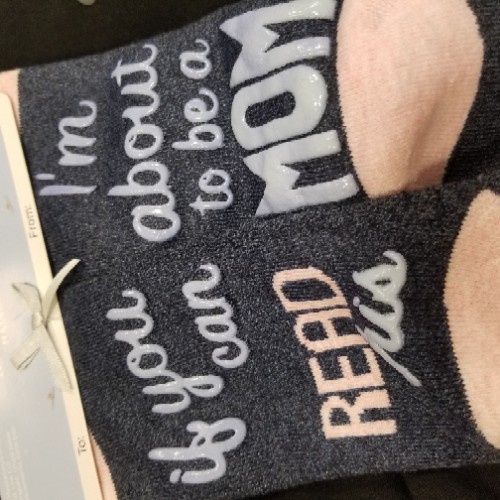 if you
can
READ
this
I'm
about
to be a
MOM
To:
From: